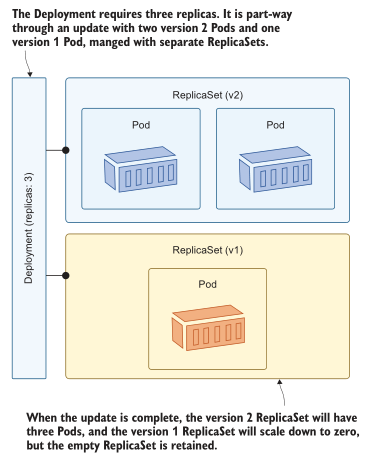 The Deployment requires three replicas. It is part-way
through an update with two version 2 Pods and one
version 1 Pod, manged with separate ReplicaSets.
Deployment (replicas: 3)
ReplicaSet (v2)
Pod
Pod
ReplicaSet (v1)
Pod
When the update is complete, the version 2 ReplicaSet will have
three Pods, and the version 1 ReplicaSet will scale down to zero,
but the empty ReplicaSet is retained.